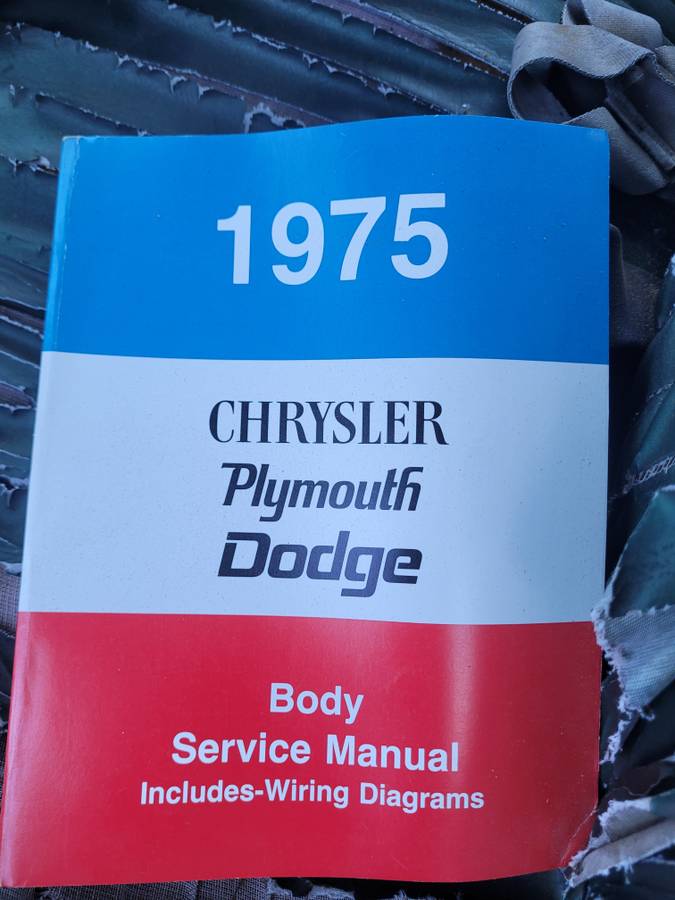 1975
CHRYSLER
Plymouth
Dodge
Body
Service Manual
Includes-Wiring Diagrams